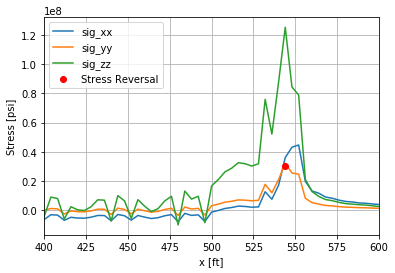 1e8
sig_xx
sig_yy
sig_zz
Stress Reversal
1.2
1.0
0.8
0.6
0.4
0.2
0.0
Stress [psi]
400 425 450 475 500 525 550 575 600
x [ft]